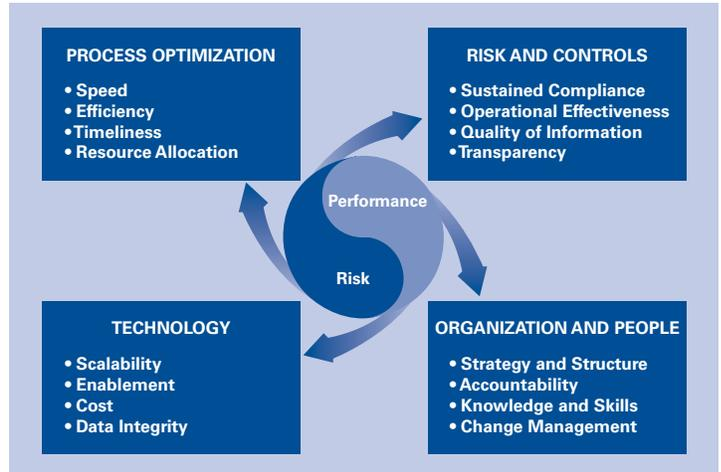 PROCESS OPTIMIZATION
• Speed
• Efficiency
•Timeliness
• Resource Allocation
RISK AND CONTROLS
• Sustained Compliance
• Operational Effectiveness
• Quality of Information
•Transparency
Performance
Risk
TECHNOLOGY
• Scalability
• Enablement
• Cost
• Data Integrity
ORGANIZATION AND PEOPLE
• Strategy and Structure
• Accountability
• Knowledge and Skills
• Change Management